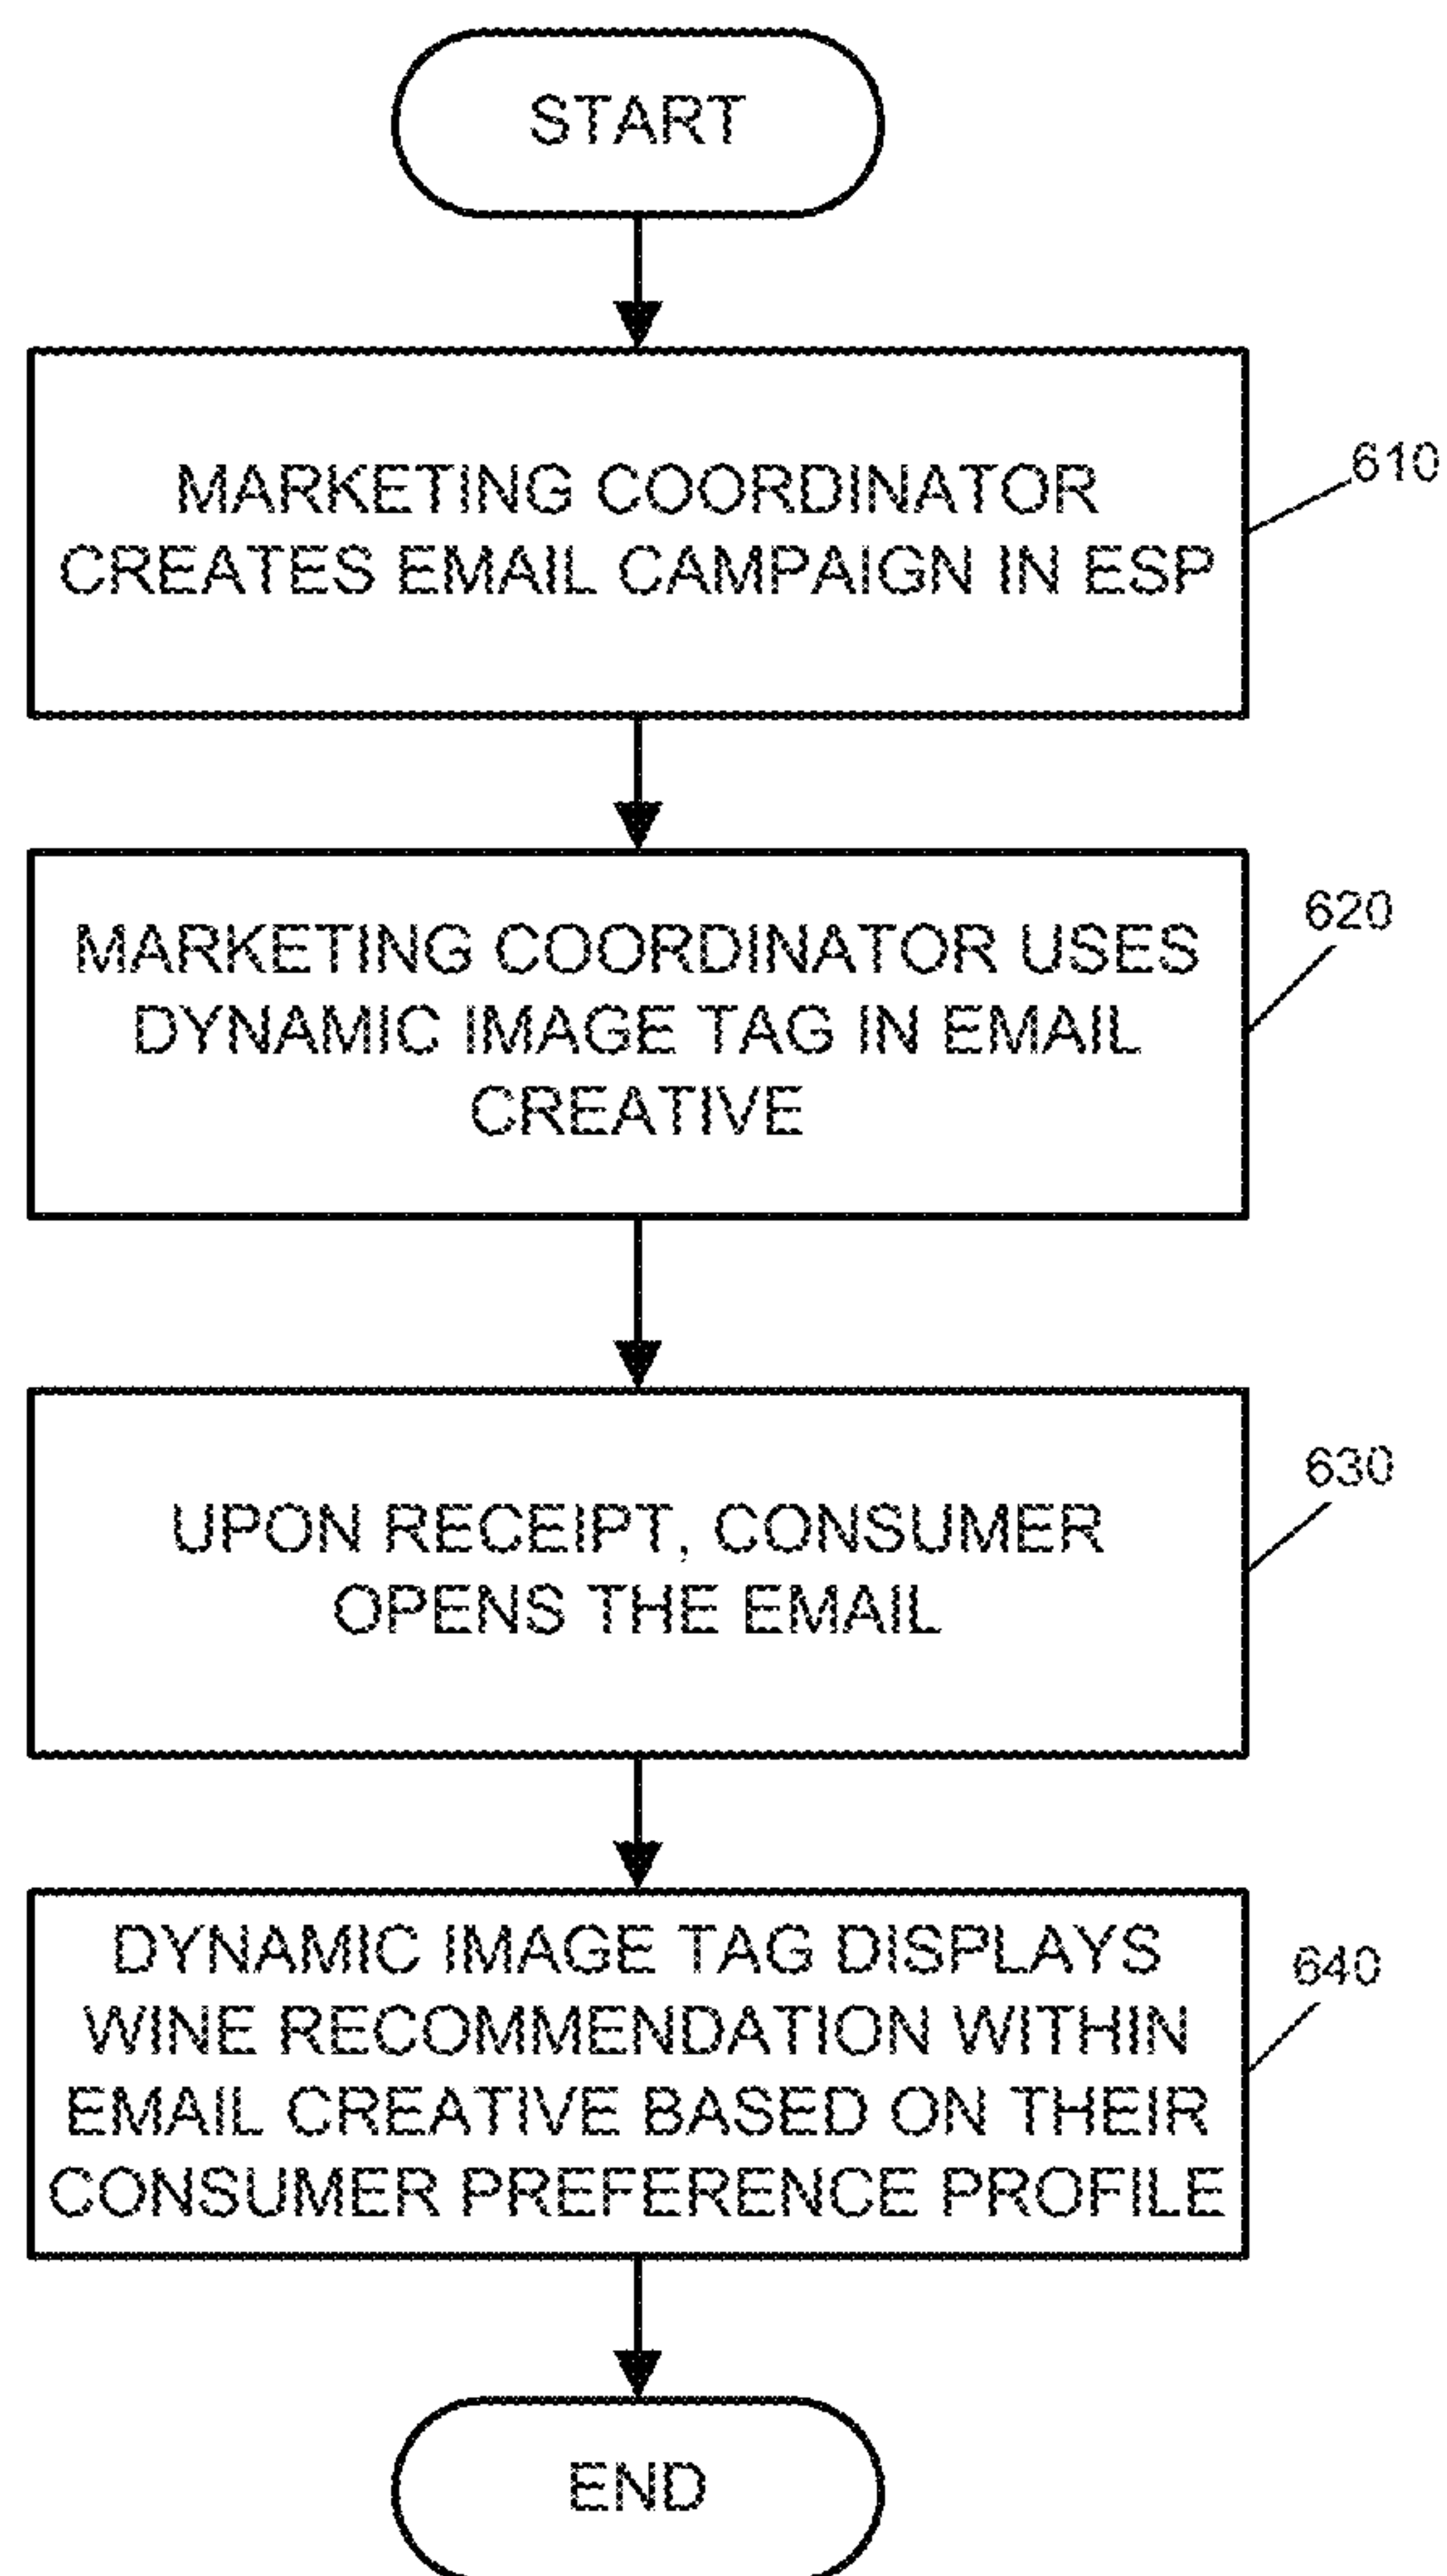 START
MARKETING COORDINATOR
CREATES EMAIL CAMPAIGN IN ESP
610
MARKETING COORDINATOR USES
DYNAMIC IMAGE TAG IN EMAIL
CREATIVE
620
UPON RECEIPT, CONSUMER
OPENS THE EMAIL
630
DYNAMIC IMAGE TAG DISPLAYS
WINE RECOMMENDATION WITHIN
EMAIL CREATIVE BASED ON THEIR
CONSUMER PREFERENCE PROFILE
640
END